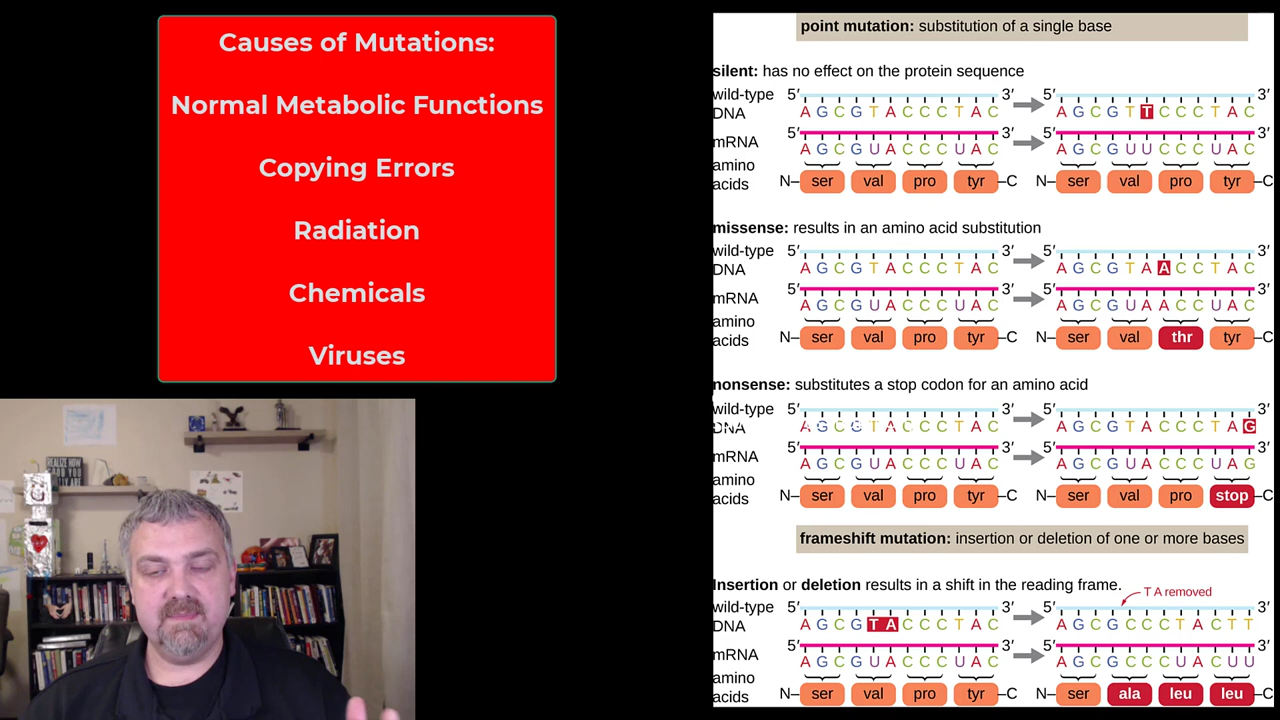 Causes of Mutations:
Normal Metabolic Functions
Copying Errors
Radiation
Chemicals
Viruses
REALIZE HOW
point mutation: substitution of a single base
silent: has no effect on the protein sequence
wild-type DNA 5′ A G C G T A C C C T A C 3′ 5′ A G C G T T C C C T A C 3′
mRNA 5′ A G C G U A C C C U A C A G C G U U C C C U A C
amino acids N– ser val pro tyr –C N– ser val pro tyr –C
missense: results in an amino acid substitution
wild-type DNA 5′ A G C G T A C C C T A C 3′ 5′ A G C G T A A C C T A C 3′
mRNA 5′ A G C G U A C C C U A C 3′ 5′ A G C G U A A C C U A C 3′
amino acids N– ser val pro tyr –C N– ser val thr tyr –C
nonsense: substitutes a stop codon for an amino acid
wild-type DNA 5′ A G C G T A C C C T A C 3′ 5′ A G C G T A C C C T A G 3′
mRNA 5′ A G C G U A C C C U A C 3′ 5′ A G C G U A C C C U A G 3′
amino acids N– ser val pro tyr –C N– ser val pro stop –C
frameshift mutation: insertion or deletion of one or more bases
Insertion or deletion results in a shift in the reading frame.
T A removed
wild-type DNA 5′ A G C G T A C C C T A C 3′ 5′ A G C G C C C T A C T T 3′
mRNA 5′ A G C G U A C C C U A C 3′ 5′ A G C G C C C U A C U U 3′
amino acids N– ser val pro tyr –C N– ser ala leu leu –C